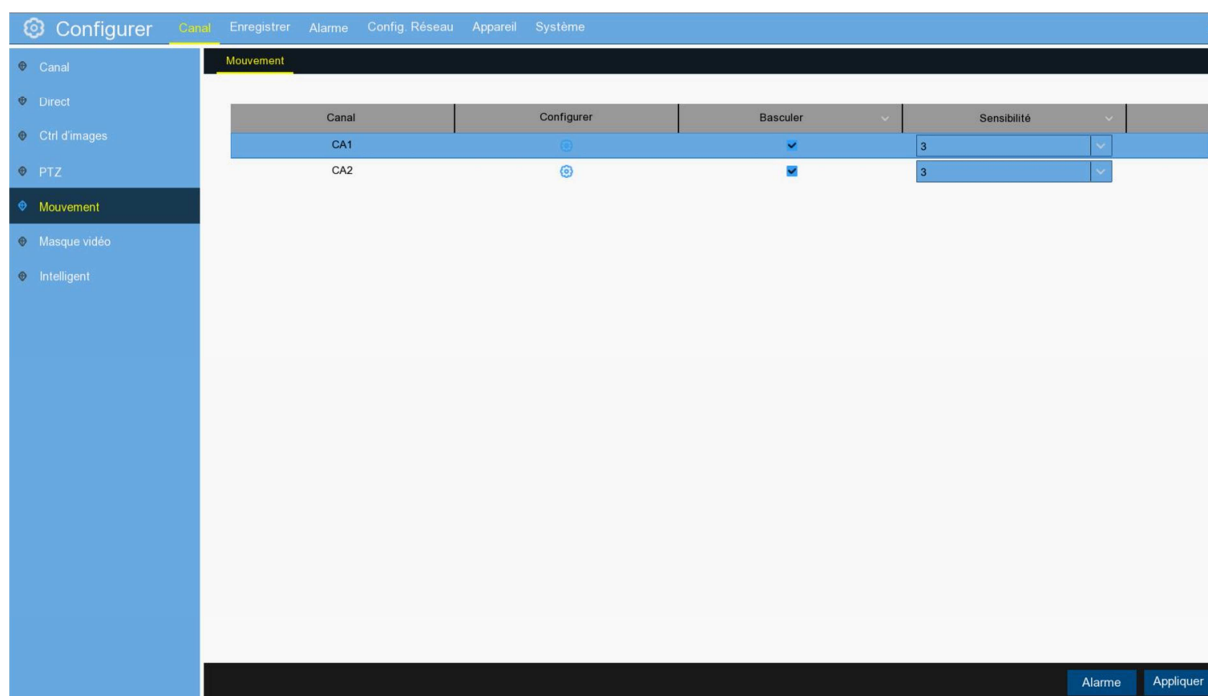 Configurer Canal Enregistrer Alarme Config. Réseau Appareil Système
Canal
Direct
Ctrl d'images
PTZ
Mouvement
Masque vidéo
Intelligent
Mouvement
Canal Configurer Basculer Sensibilité
CA1 3
CA2 3
Alarme Appliquer